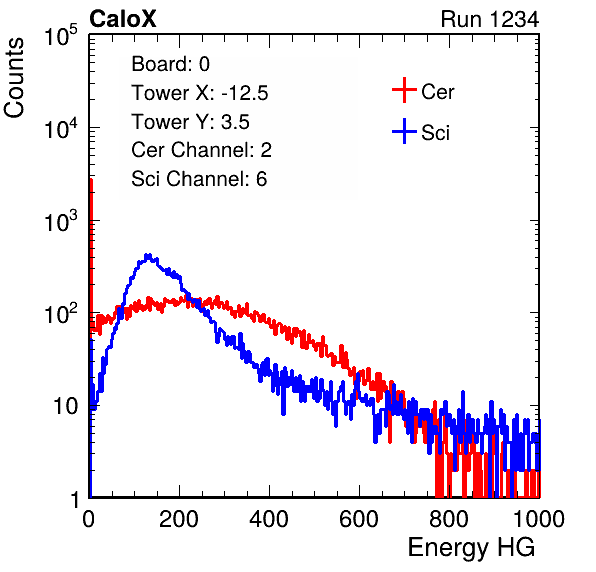 CaloX Run 1234
10^5
Counts
Board: 0
Tower X: -12.5
Tower Y: 3.5
Cer Channel: 2
Sci Channel: 6
Cer
Sci
10^4
10^3
10^2
10
1
0 200 400 600 800 1000
Energy HG